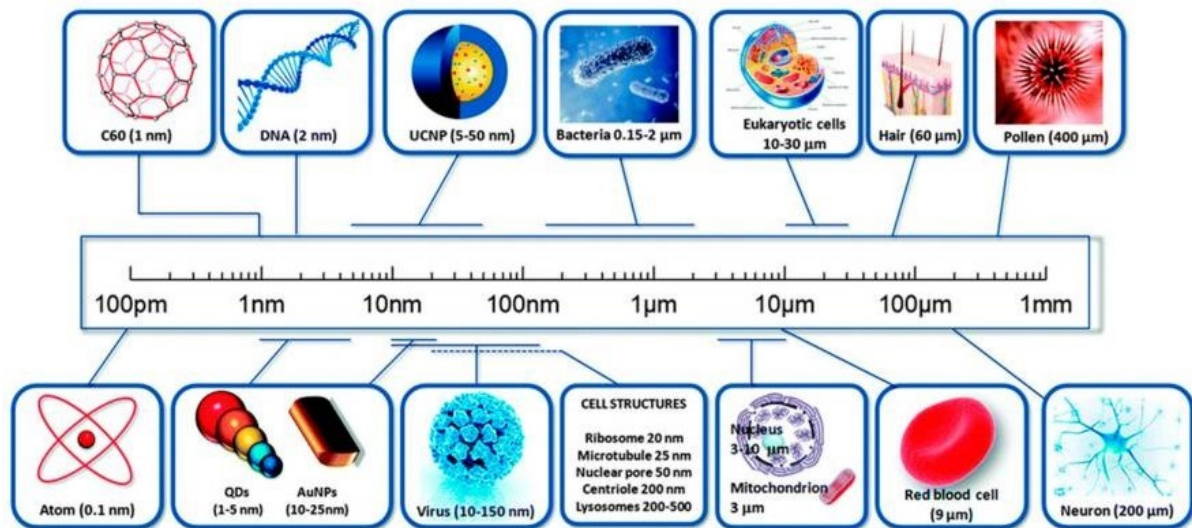 C60 (1 nm)
DNA (2 nm)
UCNP (5-50 nm)
Bacteria 0.15-2 µm
Eukaryotic cells
10-30 µm
Hair (60 µm)
Pollen (400 µm)
100pm
1nm
10nm
100nm
1µm
10µm
100µm
1mm
Atom (0.1 nm)
QDs
(1-5 nm)
AuNPs
(10-25nm)
Virus (10-150 nm)
CELL STRUCTURES
Ribosome 20 nm
Microtubule 25 nm
Nuclear pore 50 nm
Centriole 200 nm
Lysosomes 200-500
Nucleus
3-10 µm
Mitochondrion
3 µm
Red blood cell
(9 µm)
Neuron (200 µm)